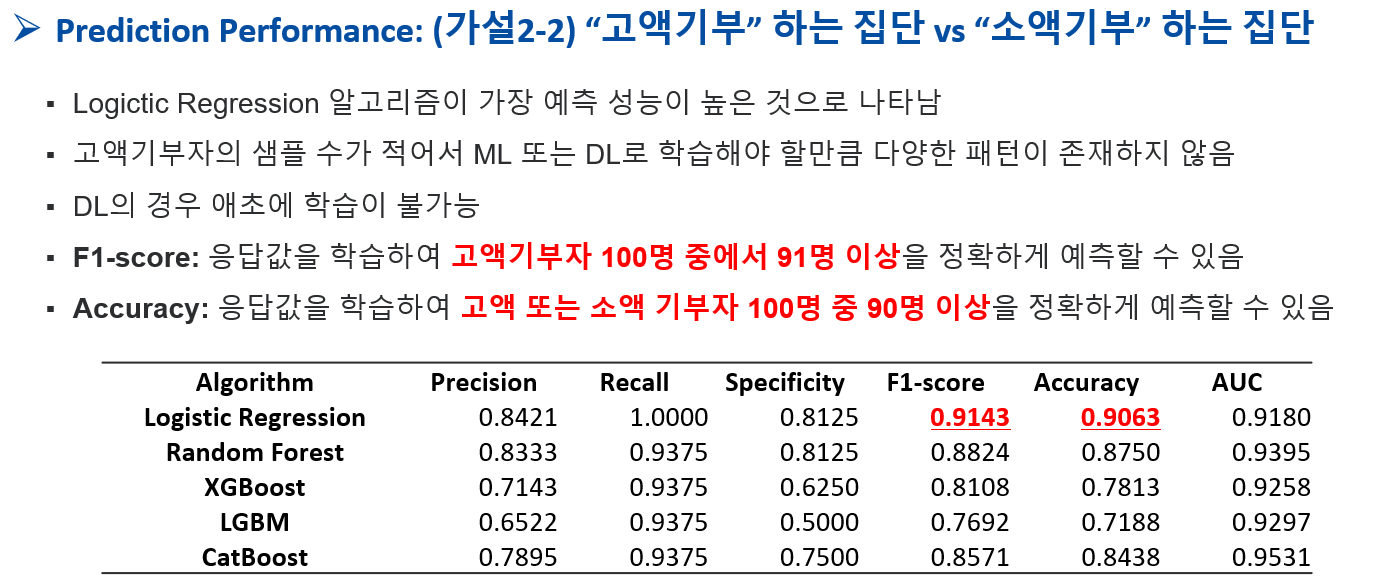 ➢ Prediction Performance: (가설2-2) “고액기부” 하는 집단 vs “소액기부” 하는 집단
▪ Logictic Regression 알고리즘이 가장 예측 성능이 높은 것으로 나타남
▪ 고액기부자의 샘플 수가 적어서 ML 또는 DL로 학습해야 할만큼 다양한 패턴이 존재하지 않음
▪ DL의 경우 애초에 학습이 불가능
▪ F1-score: 응답값을 학습하여 고액기부자 100명 중에서 91명 이상을 정확하게 예측할 수 있음
▪ Accuracy: 응답값을 학습하여 고액 또는 소액 기부자 100명 중 90명 이상을 정확하게 예측할 수 있음
Algorithm Precision Recall Specificity F1-score Accuracy AUC
Logistic Regression 0.8421 1.0000 0.8125 0.9143 0.9063 0.9180
Random Forest 0.8333 0.9375 0.8125 0.8824 0.8750 0.9395
XGBoost 0.7143 0.9375 0.6250 0.8108 0.7813 0.9258
LGBM 0.6522 0.9375 0.5000 0.7692 0.7188 0.9297
CatBoost 0.7895 0.9375 0.7500 0.8571 0.8438 0.9531